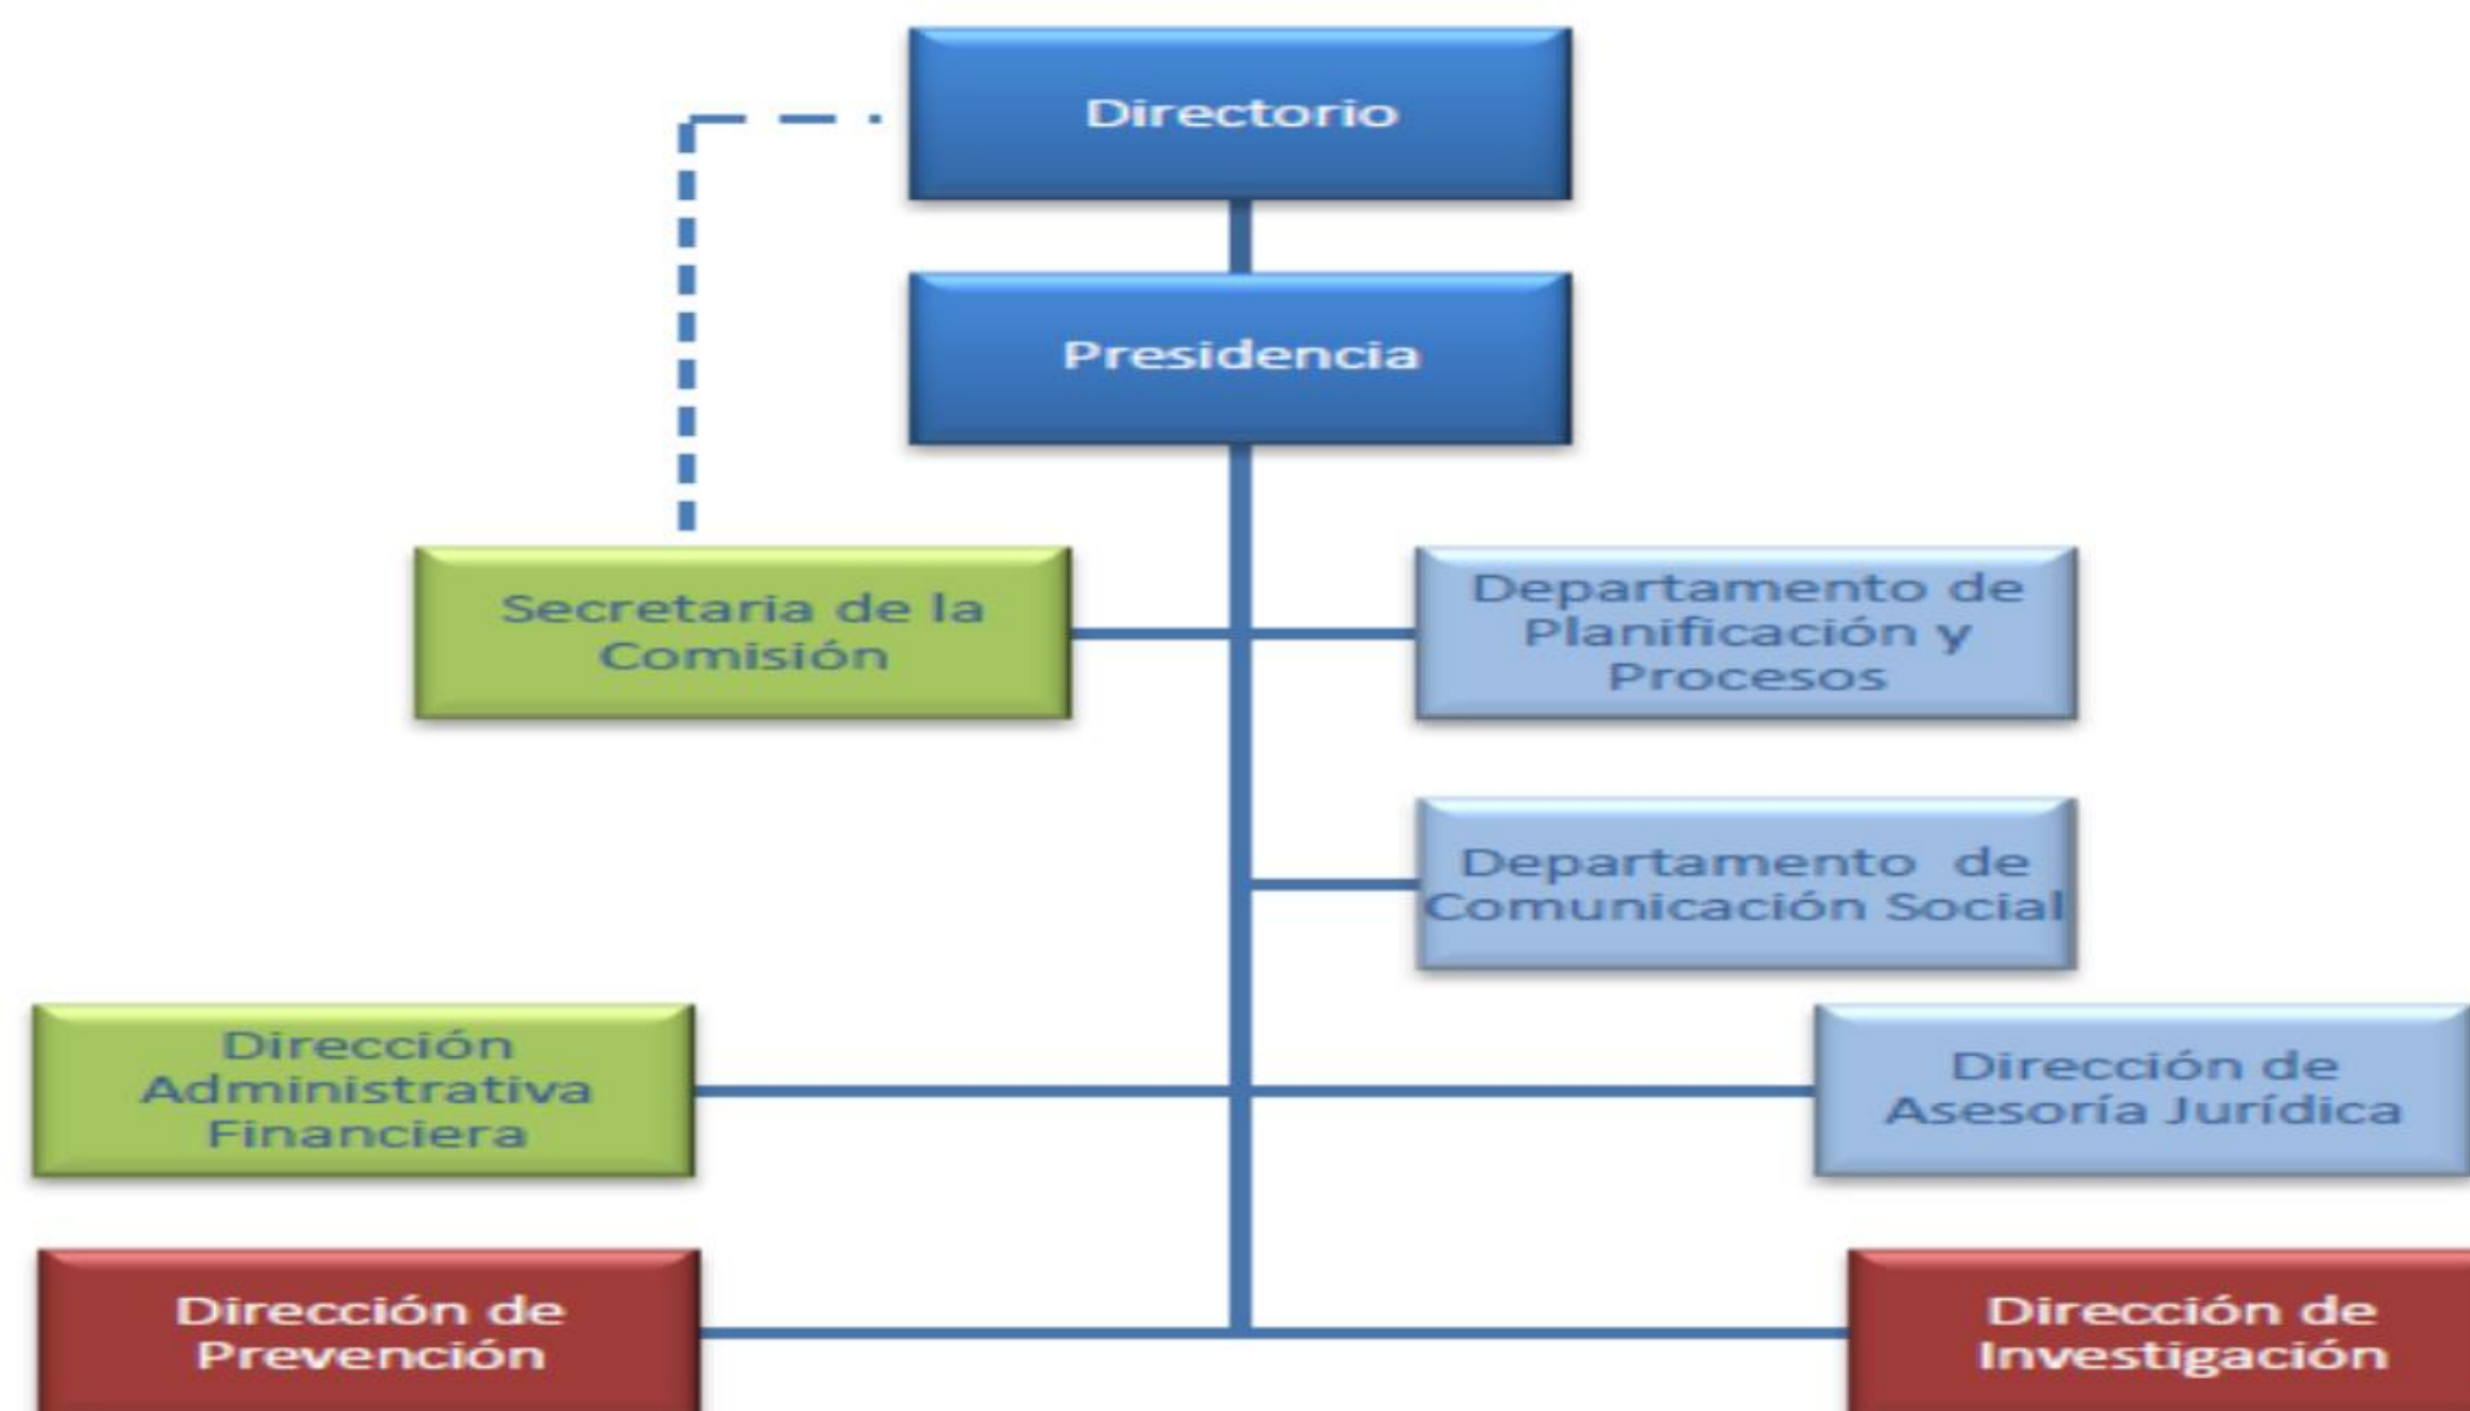 Directorio
Presidencia
Secretaria de la
Comisión
Departamento de
Planificación y
Procesos
Departamento de
Comunicación Social
Dirección
Administrativa
Financiera
Dirección de
Asesoría Jurídica
Dirección de
Prevención
Dirección de
Investigación